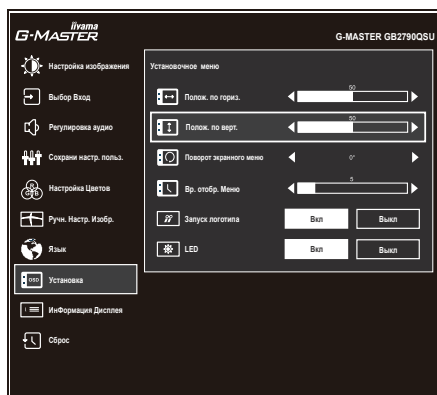 iiyama
G-MASTER
G-MASTER GB2790QSU
Настройка изображения
Выбор Вход
Регулировка аудио
Сохрани настр. польз.
Настройка Цветов
Ручн. Настр. Изобр.
Язык
Установка
ИнФормация Дисплея
Сброс
Установочное меню
Полож. по гориз.
50
Полож. по верт.
50
Поворот экранного меню
0°
Вр. отобр. Меню
5
Запуск логотипа
Вкл
Выкл
LED
Вкл
Выкл
R
G
B
OSD
i